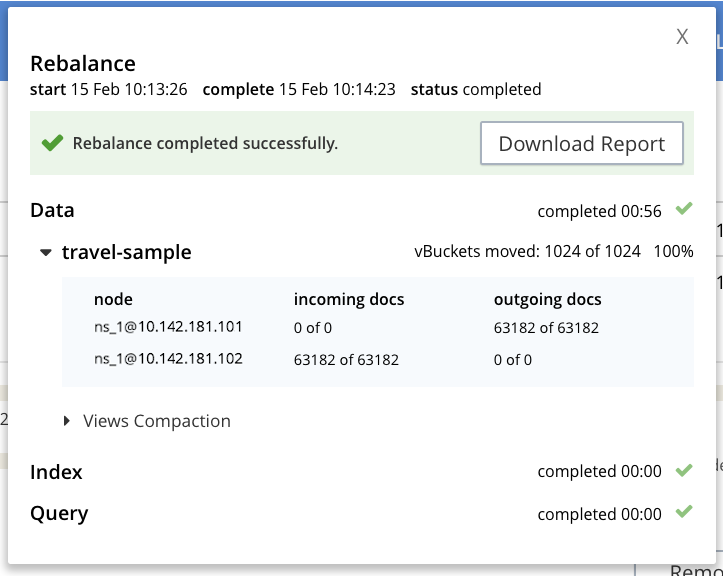 X
Rebalance
start 15 Feb 10:13:26 complete 15 Feb 10:14:23 status completed
Rebalance completed successfully. Download Report
Data completed 00:56
travel-sample vBuckets moved: 1024 of 1024 100%
node incoming docs outgoing docs
ns_1@10.142.181.101 0 of 0 63182 of 63182
ns_1@10.142.181.102 63182 of 63182 0 of 0
Views Compaction
Index completed 00:00
Query completed 00:00